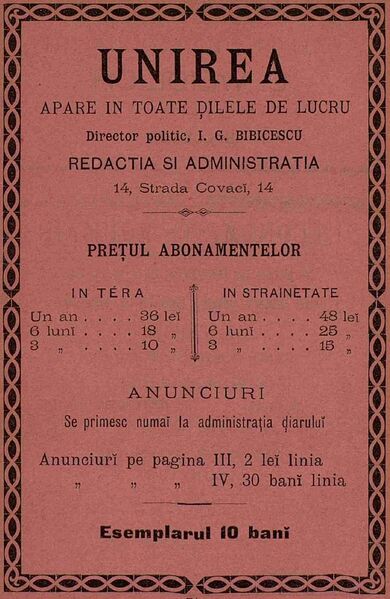 UNIREA
APARE IN TOATE ḐILELE DE LUCRU
Director politic, I. G. BIBICESCU
REDACTIA SI ADMINISTRATIA
14, Strada Covacĭ, 14
PREȚUL ABONAMENTELOR
IN TÉRA
Un an . . . . 36 leĭ
6 lunĭ . . . . 18 „
3 „ . . . . 10 „
IN STRAINETATE
Un an . . . . 48 leĭ
6 lunĭ . . . . 25 „
3 „ . . . . 15 „
ANUNCIURI
Se primesc numaĭ la administrația ḑiaruluĭ
Anunciurĭ pe pagina III, 2 leĭ linia
„ „ „ IV, 30 banĭ linia
Esemplarul 10 banĭ